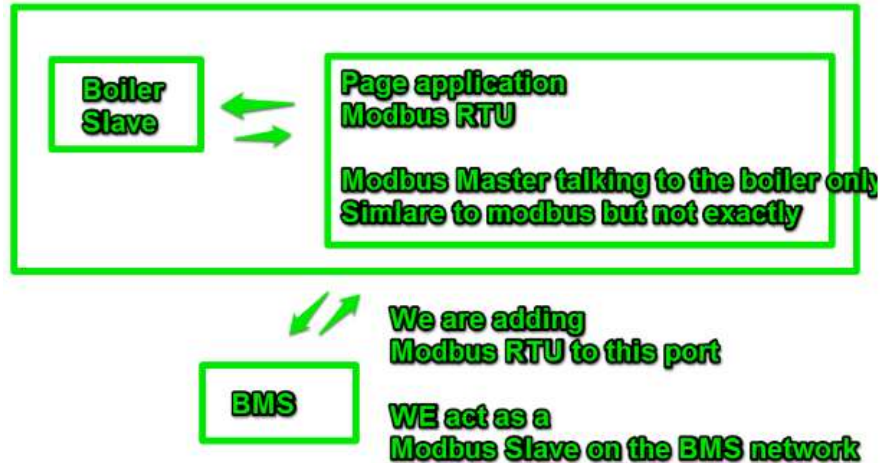 Boiler
Slave
Page application
Modbus RTU
Modbus Master talking to the boiler only
Simlare to modbus but not exactly
We are adding
Modbus RTU to this port
BMS
WE act as a
Modbus Slave on the BMS network